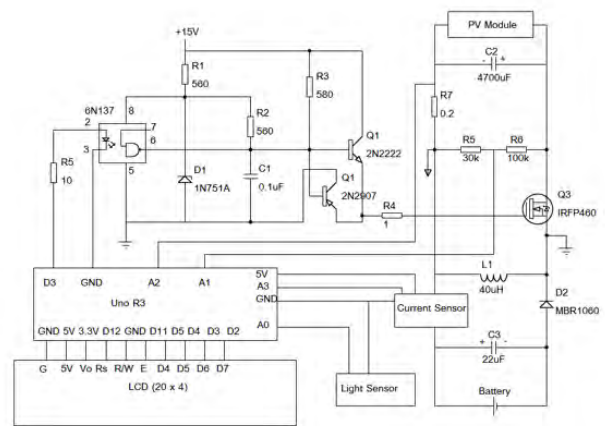 +15V
PV Module
C2
- +
4700uF
R1
560
R3
580
R7
0.2
6N137
8
2
7
6
3
5
R2
560
Q1
2N2222
R5
30k
R6
100k
R5
10
D1
1N751A
C1
0.1uF
Q1
2N2907
R4
1
Q3
IRFP460
D3 GND A2 A1
5V
A3
GND
A0
Uno R3
GND 5V 3.3V D12 GND D11 D5 D4 D3 D2
L1
40uH
Current Sensor
D2
MBR1060
+ -
C3
22uF
G 5V Vo Rs R/W E D4 D5 D6 D7
LCD (20 x 4)
Light Sensor
Battery